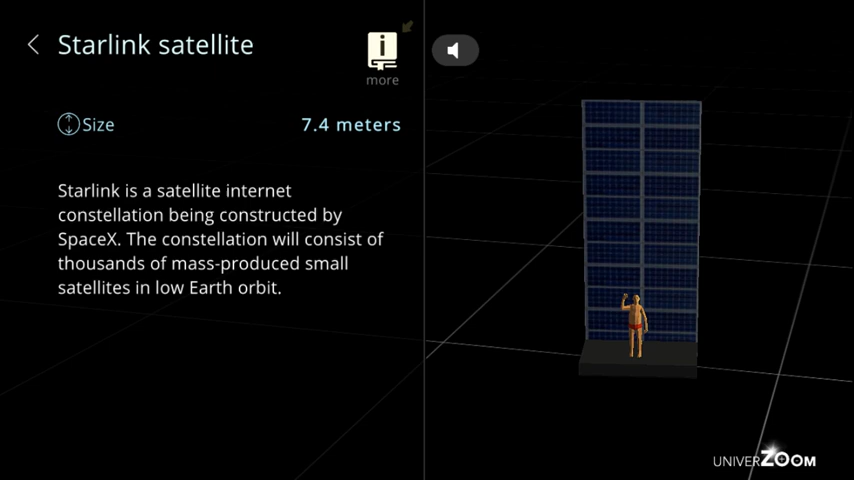 Starlink satellite
i
more
Size
7.4 meters
Starlink is a satellite internet
constellation being constructed by
SpaceX. The constellation will consist of
thousands of mass-produced small
satellites in low Earth orbit.
UNIVERZOOM